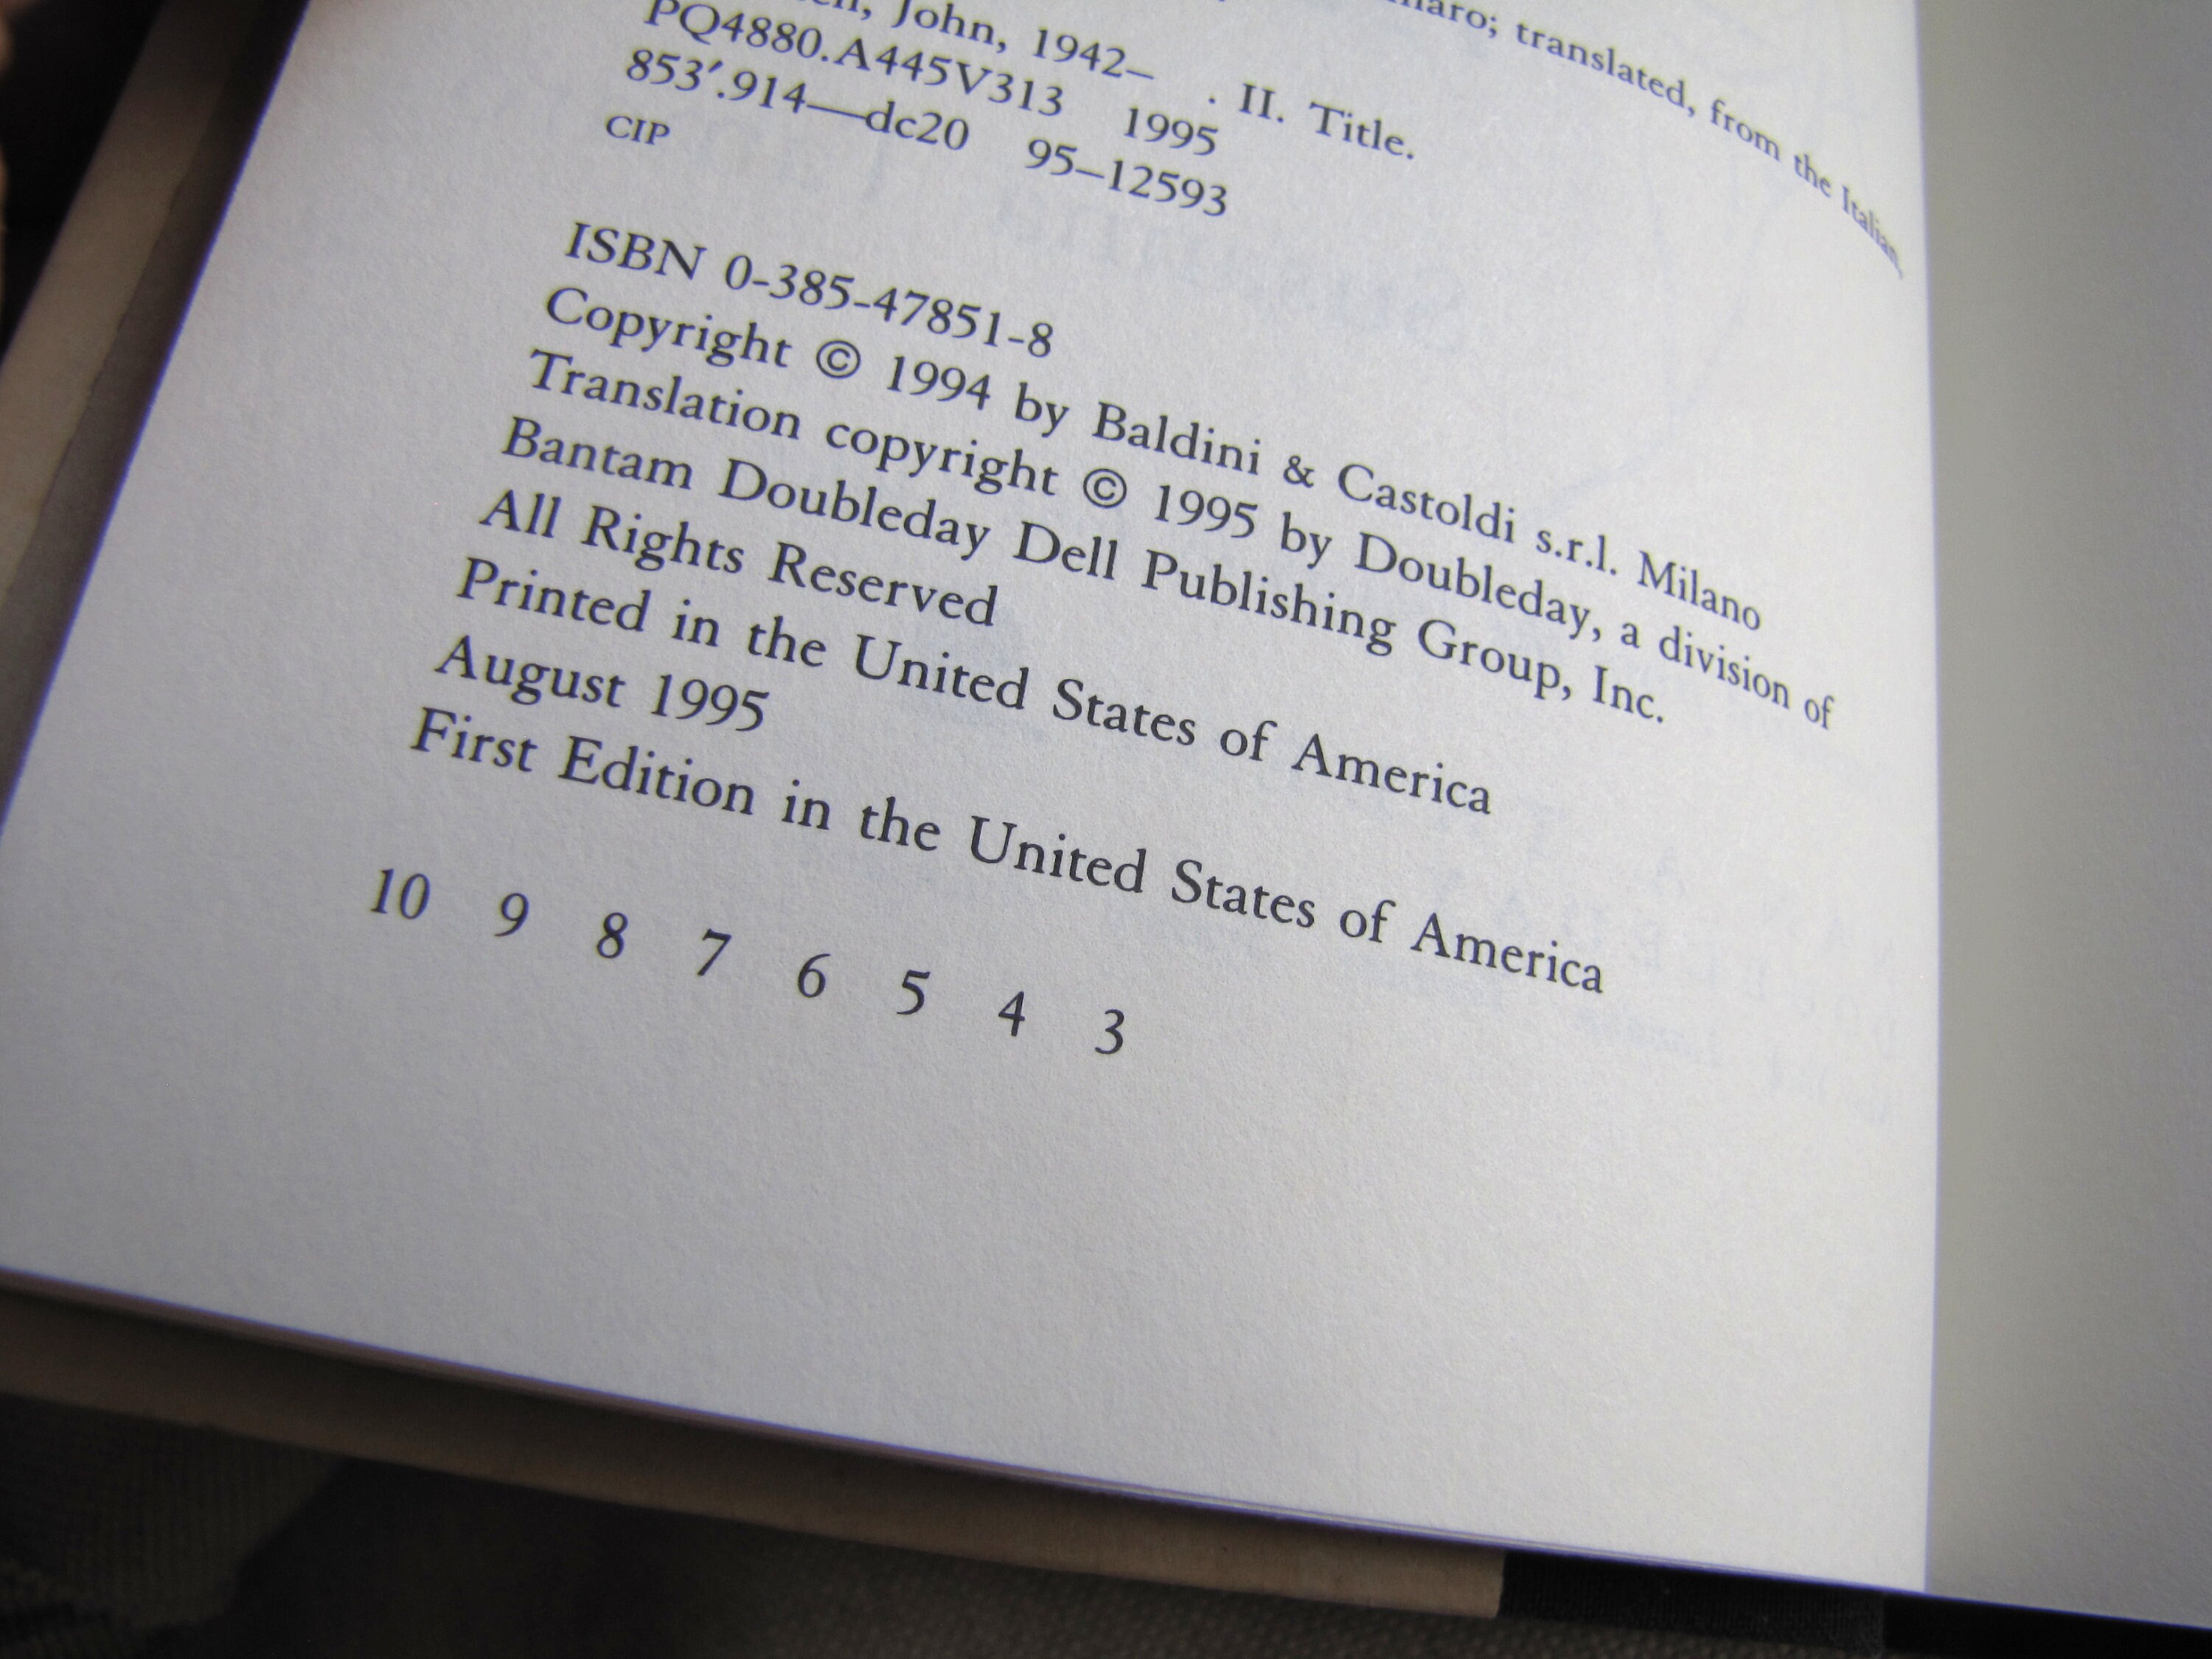 translated, from the Italian,
John, 1942– . II. Title.
PQ4880.A445V313 1995
853′.914—dc20 95–12593
CIP
ISBN 0-385-47851-8
Copyright © 1994 by Baldini & Castoldi s.r.l. Milano
Translation copyright © 1995 by Doubleday, a division of
Bantam Doubleday Dell Publishing Group, Inc.
All Rights Reserved
Printed in the United States of America
August 1995
First Edition in the United States of America
10 9 8 7 6 5 4 3